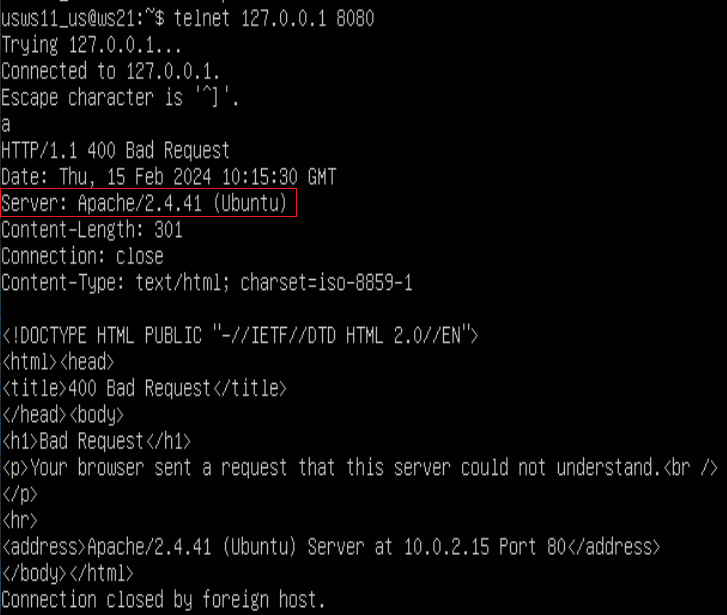 usws11_us@ws21:~$ telnet 127.0.0.1 8080
Trying 127.0.0.1...
Connected to 127.0.0.1.
Escape character is '^]'.
a
HTTP/1.1 400 Bad Request
Date: Thu, 15 Feb 2024 10:15:30 GMT
Server: Apache/2.4.41 (Ubuntu)
Content-Length: 301
Connection: close
Content-Type: text/html; charset=iso-8859-1

<!DOCTYPE HTML PUBLIC "-//IETF//DTD HTML 2.0//EN">
<html><head>
<title>400 Bad Request</title>
</head><body>
<h1>Bad Request</h1>
<p>Your browser sent a request that this server could not understand.<br />
</p>
<hr>
<address>Apache/2.4.41 (Ubuntu) Server at 10.0.2.15 Port 80</address>
</body></html>
Connection closed by foreign host.